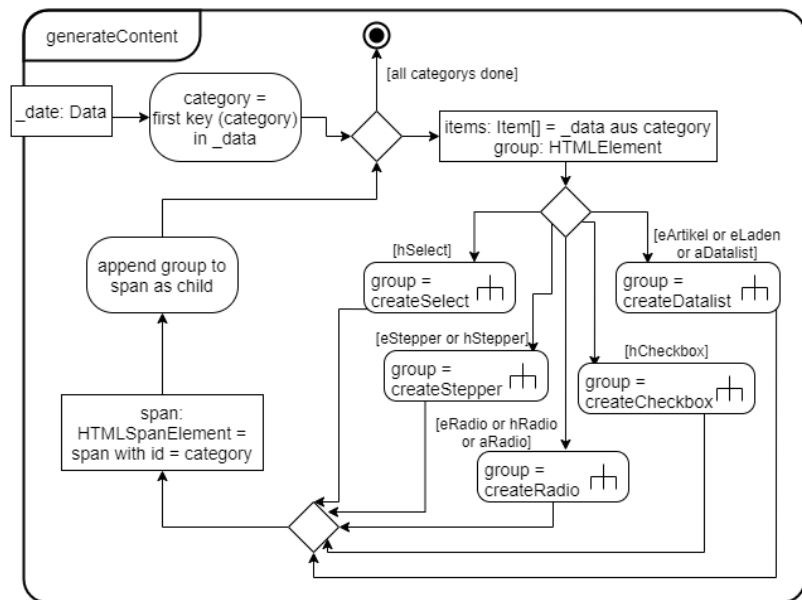 generateContent
_date: Data
category =
first key (category)
in _data
[all categorys done]
items: Item[] = _data aus category
group: HTMLElement
[hSelect]
group =
createSelect
[eArtikel or eLaden
or aDatalist]
group =
createDatalist
append group to
span as child
[eStepper or hStepper]
group =
createStepper
[hCheckbox]
group =
createCheckbox
span:
HTMLSpanElement =
span with id = category
[eRadio or hRadio
or aRadio]
group =
createRadio